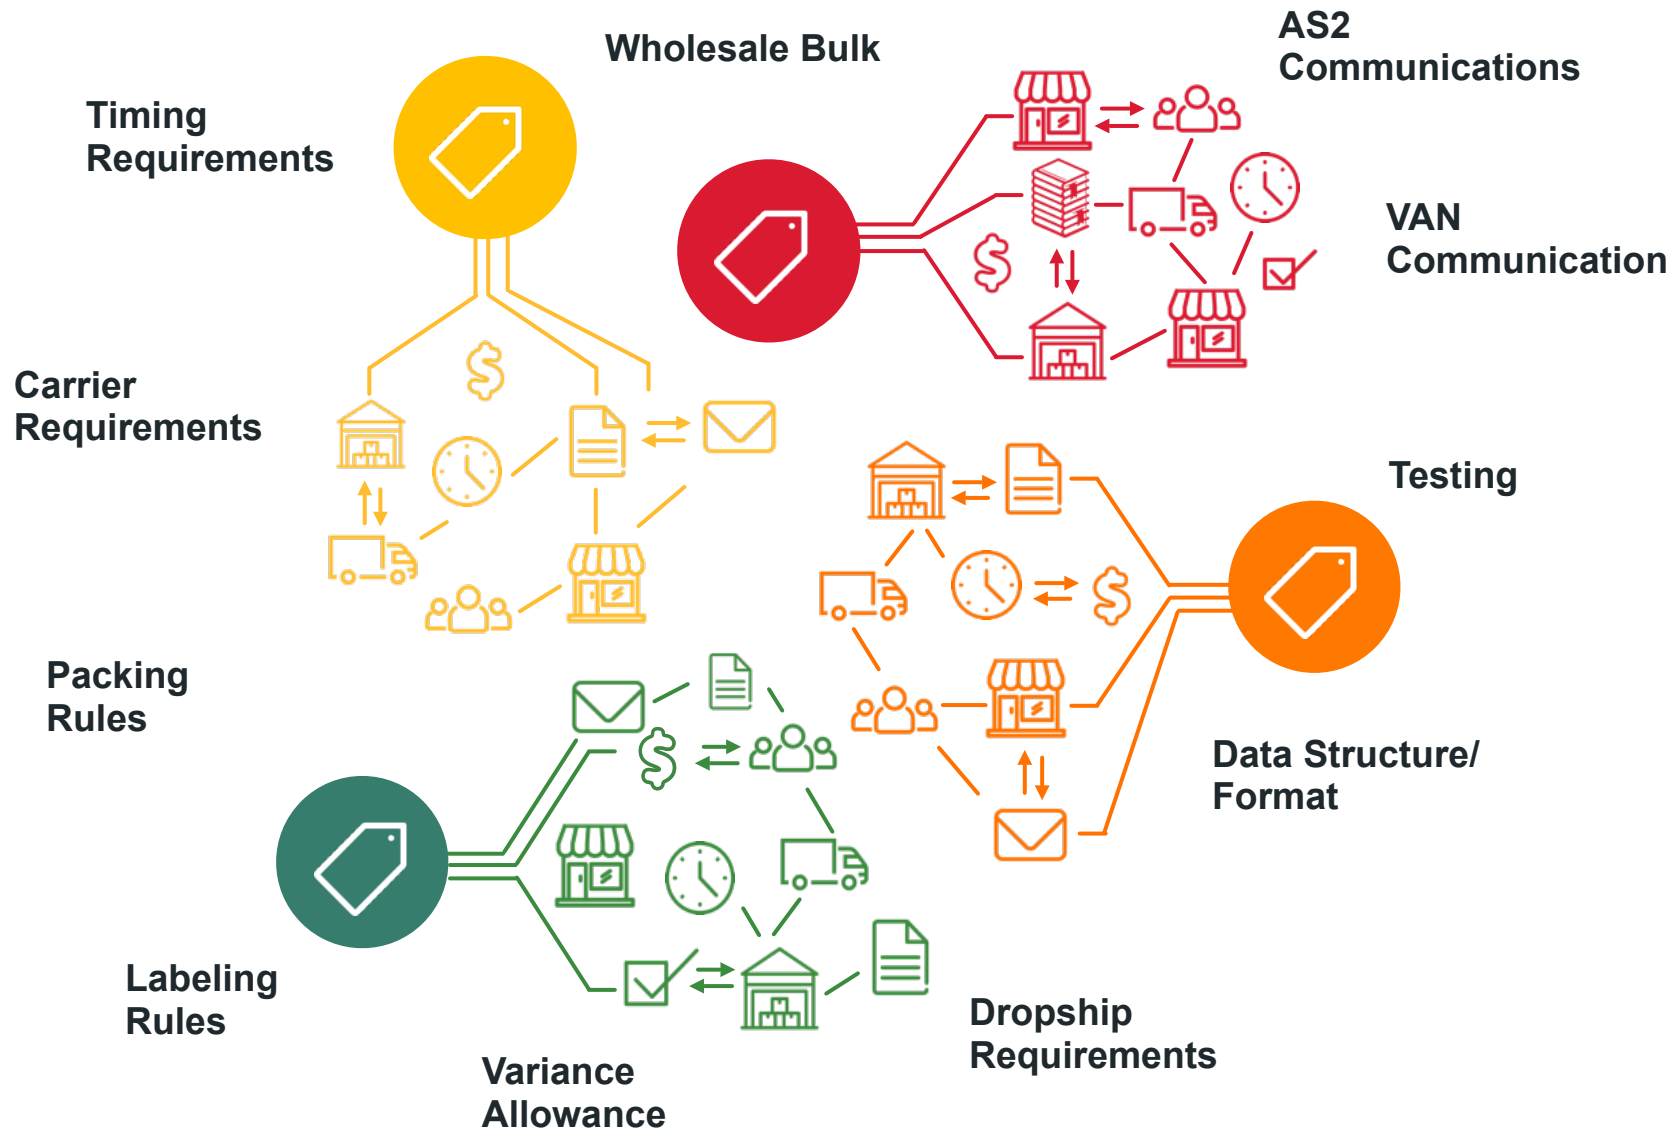 Wholesale Bulk
AS2
Communications
Timing
Requirements
VAN
Communication
Carrier
Requirements
Testing
Packing
Rules
Data Structure/
Format
Labeling
Rules
Dropship
Requirements
Variance
Allowance